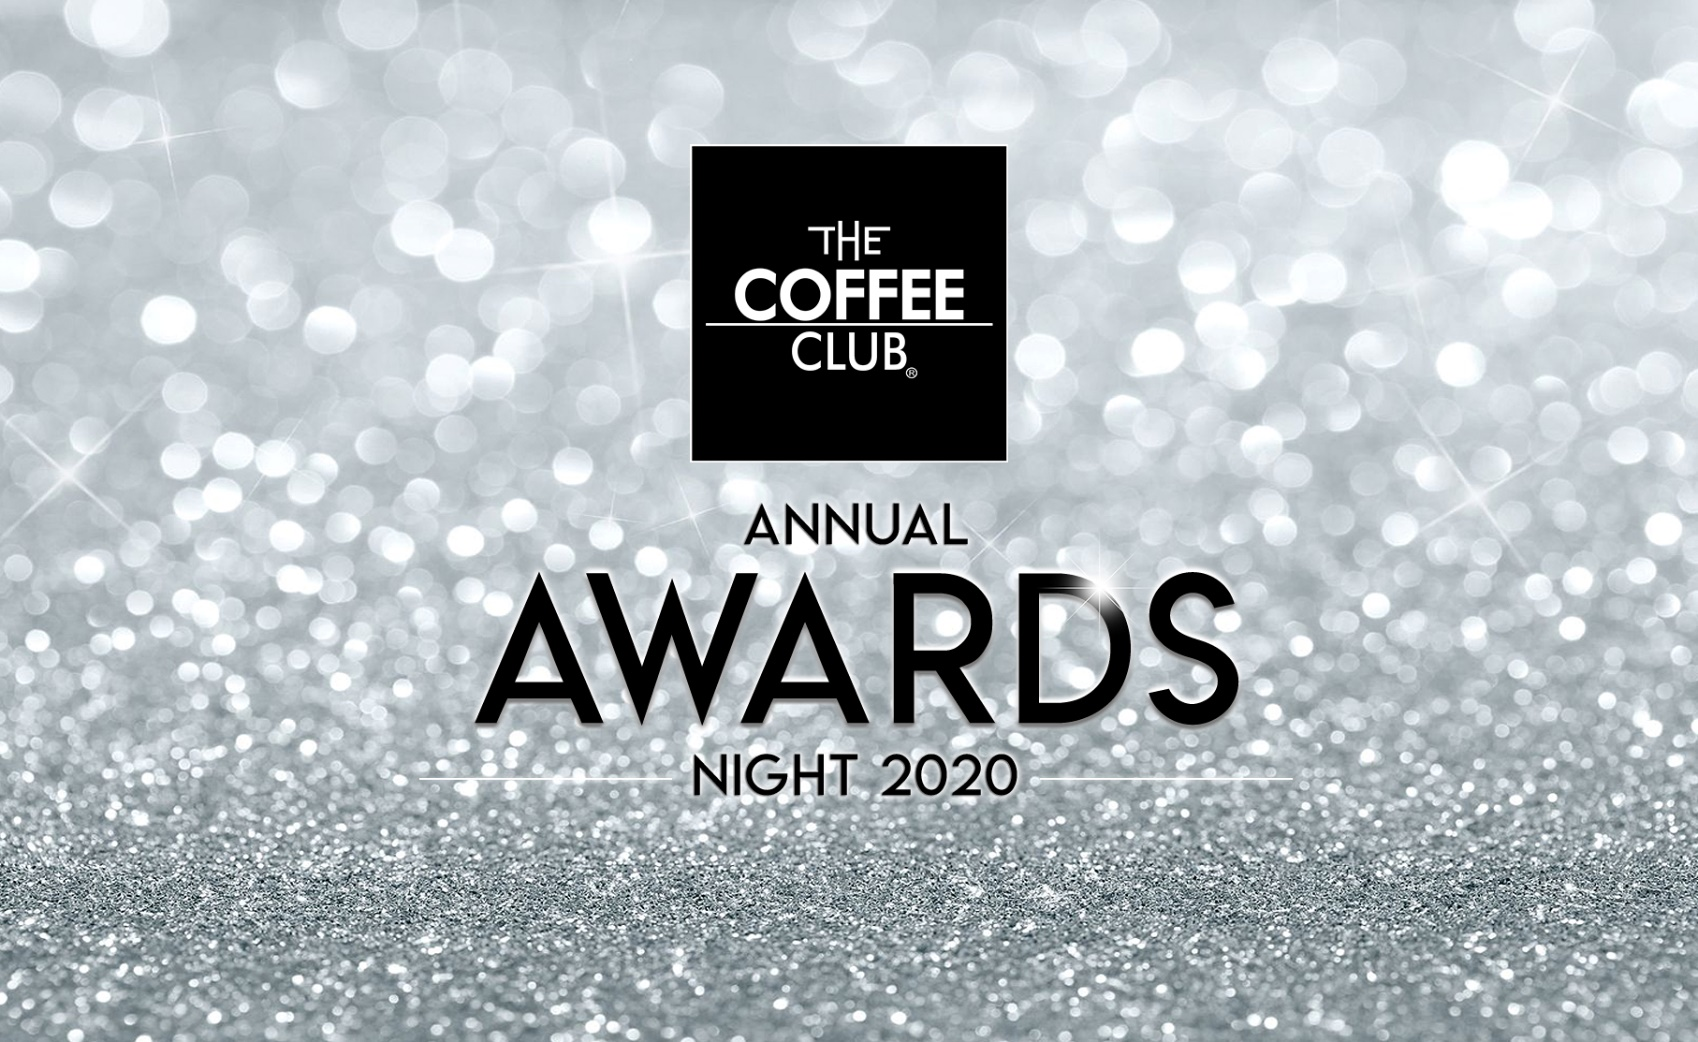 THE
COFFEE
CLUB®
ANNUAL
AWARDS
NIGHT 2020